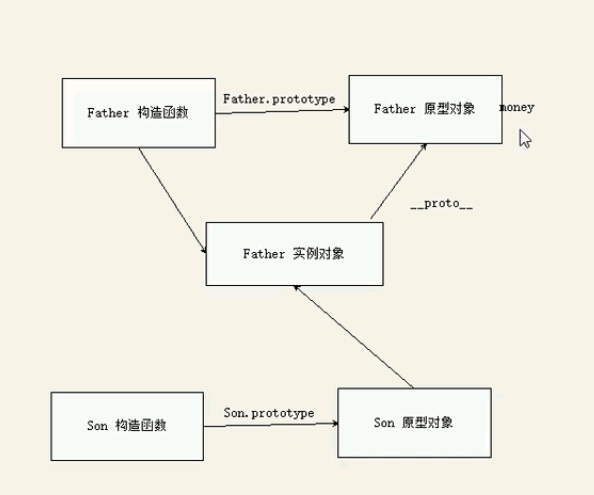 Father.prototype
Father 构造函数
Father 原型对象
money
__proto__
Father 实例对象
Son.prototype
Son 构造函数
Son 原型对象